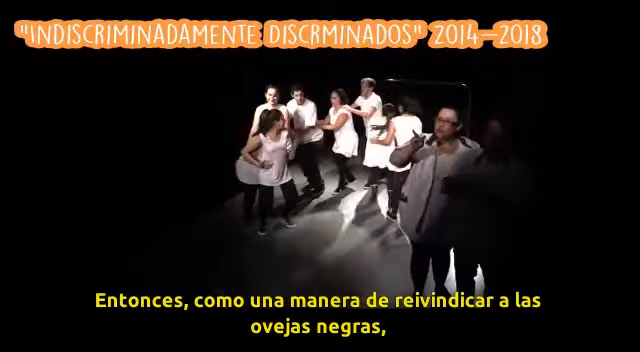 "INDISCRIMINADAMENTE DISCRMINADOS" 2014-2018
Entonces, como una manera de reivindicar a las
ovejas negras,